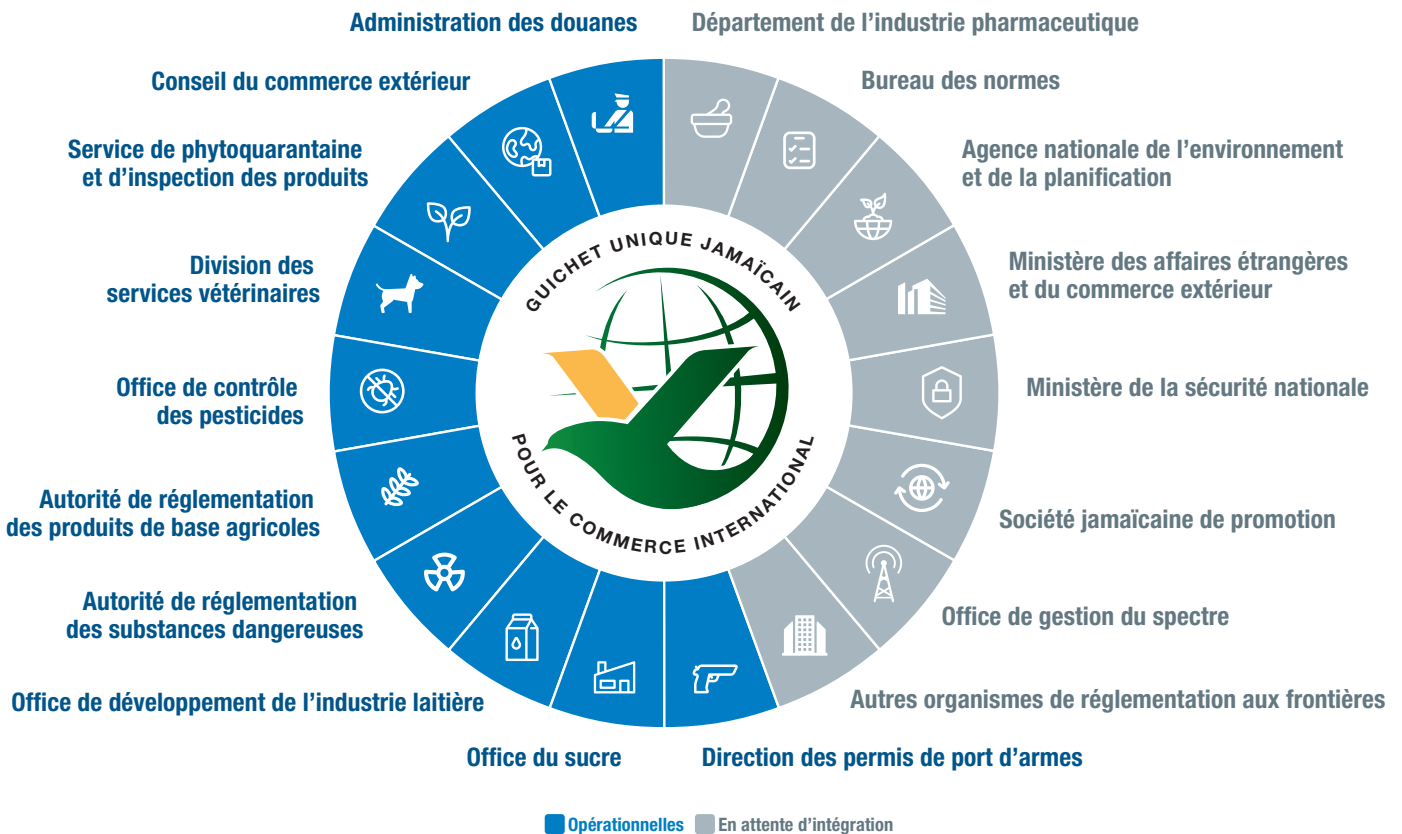 Administration des douanes
Département de l'industrie pharmaceutique
Conseil du commerce extérieur
Bureau des normes
Service de phytoquarantaine
et d'inspection des produits
Agence nationale de l'environnement
et de la planification
Division des
services vétérinaires
Ministère des affaires étrangères
et du commerce extérieur
Office de contrôle
des pesticides
Ministère de la sécurité nationale
Autorité de réglementation
des produits de base agricoles
Société jamaïcaine de promotion
Autorité de réglementation
des substances dangereuses
Office de gestion du spectre
Office de développement de l'industrie laitière
Autres organismes de réglementation aux frontières
Office du sucre
Direction des permis de port d'armes
GUICHET UNIQUE JAMAÏCAIN
POUR LE COMMERCE INTERNATIONAL
Opérationnelles
En attente d'intégration